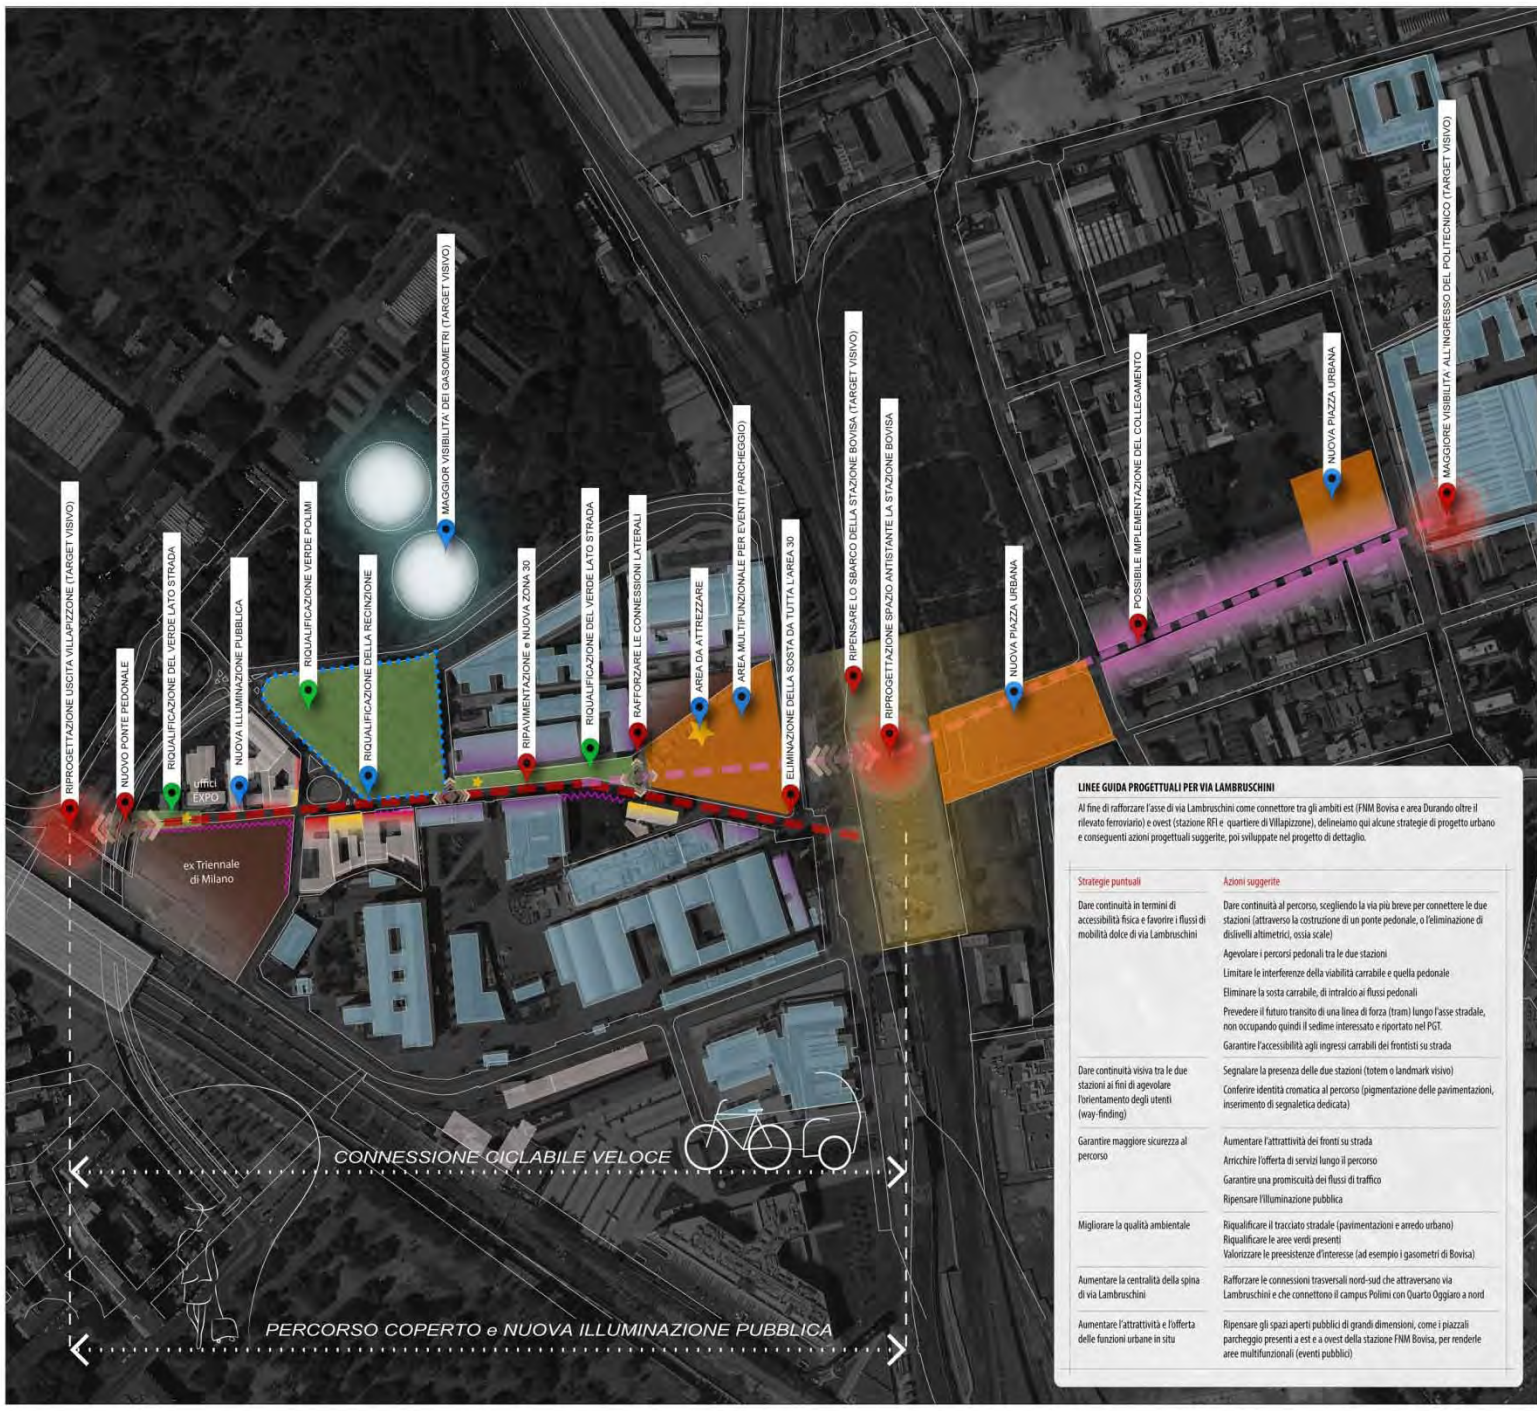 RIPROGETTAZIONE USCITA VILLAPIZZONE (TARGET VISIVO)
NUOVO PONTE PEDONALE
RIQUALIFICAZIONE DEL VERDE LATO STRADA
NUOVA ILLUMINAZIONE PUBBLICA
RIQUALIFICAZIONE VERDE POLIMI
RIQUALIFICAZIONE DELLA RECINZIONE
MAGGIOR VISIBILITA' DEI GASOMETRI (TARGET VISIVO)
RIPAVIMENTAZIONE e NUOVA ZONA 30
RIQUALIFICAZIONE DEL VERDE LATO STRADA
RAFFORZARE LE CONNESSIONI LATERALI
AREA DA ATTREZZARE
AREA MULTIFUNZIONALE PER EVENTI (PARCHEGGIO)
ELIMINAZIONE DELLA SOSTA DA TUTTA L'AREA 30
RIPENSARE LO SBARCO DELLA STAZIONE BOVISA (TARGET VISIVO)
RIPROGETTAZIONE SPAZIO ANTISTANTE LA STAZIONE BOVISA
NUOVA PIAZZA URBANA
POSSIBILE IMPLEMENTAZIONE DEL COLLEGAMENTO
NUOVA PIAZZA URBANA
MAGGIORE VISIBILITA' ALL'INGRESSO DEL POLITECNICO (TARGET VISIVO)
uffici
EXPO
ex Triennale
di Milano
CONNESSIONE CICLABILE VELOCE
PERCORSO COPERTO e NUOVA ILLUMINAZIONE PUBBLICA
LINEE GUIDA PROGETTUALI PER VIA LAMBRUSCHINI
Al fine di rafforzare l'asse di via Lambruschini come connettore tra gli ambiti est (FNM Bovisa e area Durando oltre il
rilevato ferroviario) e ovest (stazione RFI e quartiere di Villapizzone), delineiamo qui alcune strategie di progetto urbano
e conseguenti azioni progettuali suggerite, poi sviluppate nel progetto di dettaglio.
Strategie puntuali
Azioni suggerite
Dare continuità in termini di
accessibilità fisica e favorire i flussi di
mobilità dolce di via Lambruschini
Dare continuità al percorso, scegliendo la via più breve per connettere le due
stazioni (attraverso la costruzione di un ponte pedonale, o l'eliminazione di
dislivelli altimetrici, ossia scale)
Agevolare i percorsi pedonali tra le due stazioni
Limitare le interferenze della viabilità carrabile e quella pedonale
Eliminare la sosta carrabile, di intralcio ai flussi pedonali
Prevedere il futuro transito di una linea di forza (tram) lungo l'asse stradale,
non occupando quindi il sedime interessato e riportato nel PGT.
Garantire l'accessibilità agli ingressi carrabili dei frontisti su strada
Dare continuità visiva tra le due
stazioni ai fini di agevolare
l'orientamento degli utenti
(way-finding)
Segnalare la presenza delle due stazioni (totem o landmark visivo)
Conferire identità cromatica al percorso (pigmentazione delle pavimentazioni,
inserimento di segnaletica dedicata)
Garantire maggiore sicurezza al
percorso
Aumentare l'attrattività dei fronti su strada
Arricchire l'offerta di servizi lungo il percorso
Garantire una promiscuità dei flussi di traffico
Ripensare l'illuminazione pubblica
Migliorare la qualità ambientale
Riqualificare il tracciato stradale (pavimentazioni e arredo urbano)
Riqualificare le aree verdi presenti
Valorizzare le preesistenze d'interesse (ad esempio i gasometri di Bovisa)
Aumentare la centralità della spina
di via Lambruschini
Rafforzare le connessioni trasversali nord-sud che attraversano via
Lambruschini e che connettono il campus Polimi con Quarto Oggiaro a nord
Aumentare l'attrattività e l'offerta
delle funzioni urbane in situ
Ripensare gli spazi aperti pubblici di grandi dimensioni, come i piazzali
parcheggio presenti a est e a ovest della stazione FNM Bovisa, per renderle
aree multifunzionali (eventi pubblici)